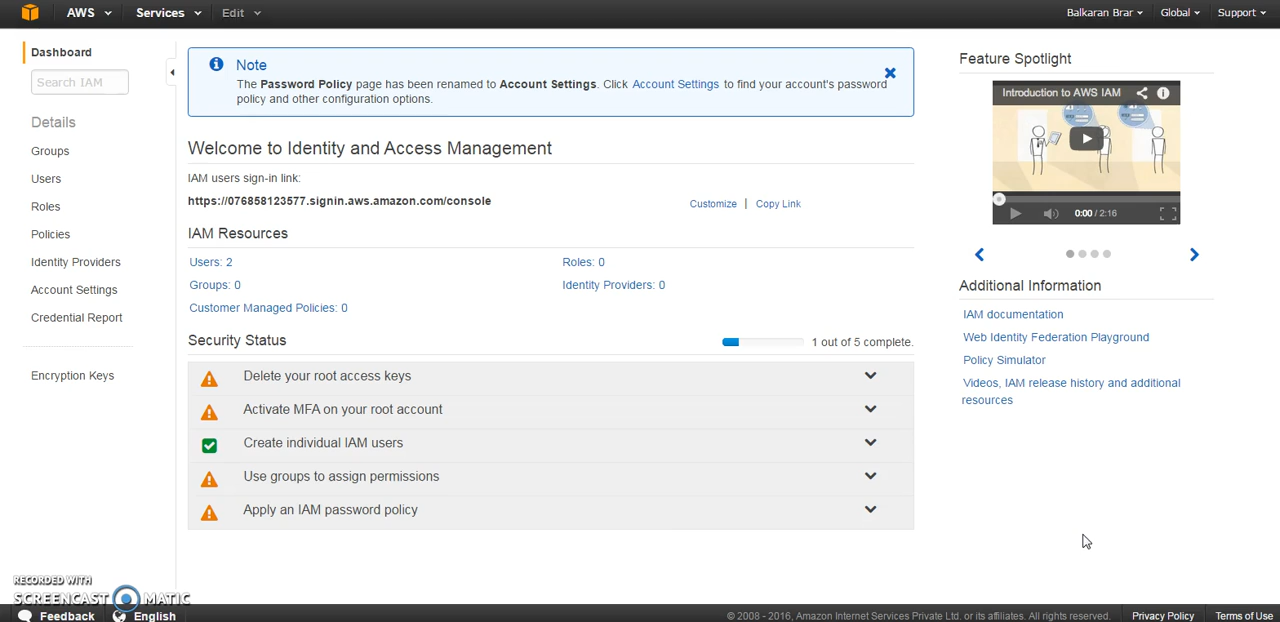 AWS Services Edit Balkaran Brar Global Support
Dashboard
Search IAM
Details
Groups
Users
Roles
Policies
Identity Providers
Account Settings
Credential Report
Encryption Keys
Note
The Password Policy page has been renamed to Account Settings. Click Account Settings to find your account's password
policy and other configuration options.
Welcome to Identity and Access Management
IAM users sign-in link:
https://076858123577.signin.aws.amazon.com/console
Customize | Copy Link
IAM Resources
Users: 2 Roles: 0
Groups: 0 Identity Providers: 0
Customer Managed Policies: 0
Security Status 1 out of 5 complete.
Delete your root access keys
Activate MFA on your root account
Create individual IAM users
Use groups to assign permissions
Apply an IAM password policy
Feature Spotlight
Introduction to AWS IAM
0:00 / 2:16
Additional Information
IAM documentation
Web Identity Federation Playground
Policy Simulator
Videos, IAM release history and additional
resources
RECORDED WITH
SCREENCAST MATIC
Feedback English © 2008 - 2016, Amazon Internet Services Private Ltd. or its affiliates. All rights reserved. Privacy Policy Terms of Use